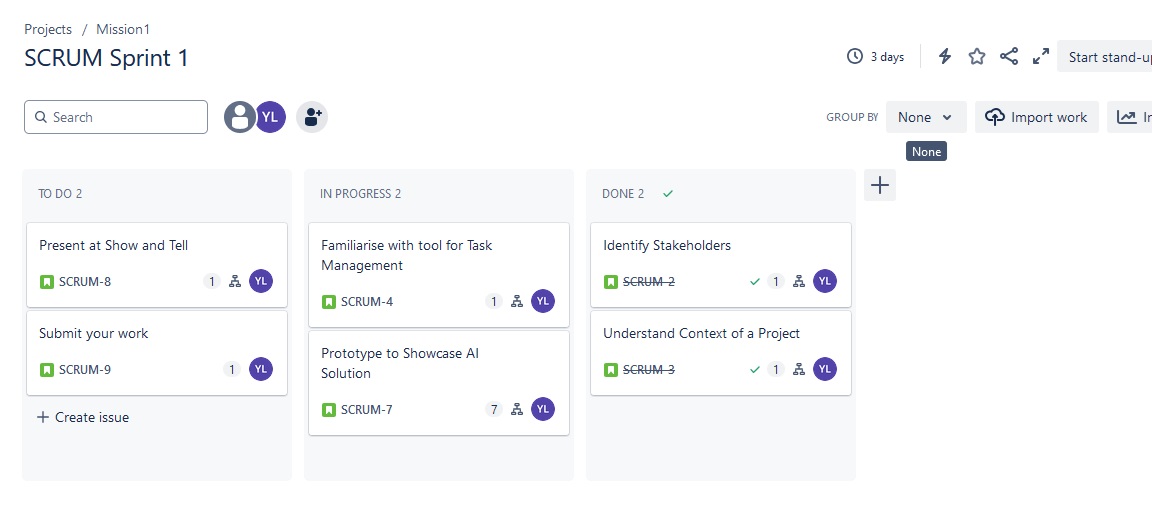 Projects / Mission1
SCRUM Sprint 1
3 days
Start stand-up
Search
YL
GROUP BY
None
Import work
In
None
TO DO 2
Present at Show and Tell
SCRUM-8
1
YL
Submit your work
SCRUM-9
1
YL
Create issue
IN PROGRESS 2
Familiarise with tool for Task
Management
SCRUM-4
1
YL
Prototype to Showcase AI
Solution
SCRUM-7
7
YL
DONE 2
Identify Stakeholders
SCRUM-2
1
YL
Understand Context of a Project
SCRUM-3
1
YL